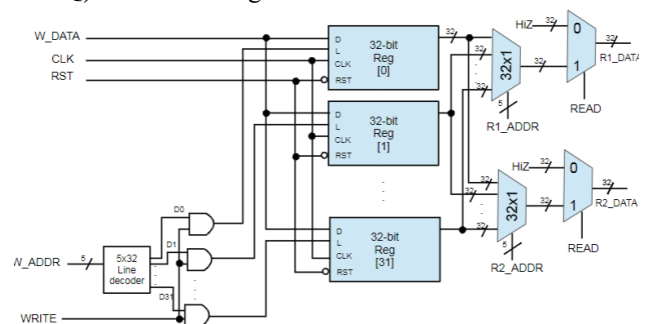 W_DATA
CLK
RST
D
L
CLK
RST
32-bit
Reg
[0]
32
32
32
32x1
5
R1_ADDR
HiZ
32
32
0
1
32
R1_DATA
READ
D
L
CLK
RST
32-bit
Reg
[1]
32
32
32
32x1
5
R2_ADDR
HiZ
32
32
0
1
32
R2_DATA
READ
D
L
CLK
RST
32-bit
Reg
[31]
W_ADDR
5
5x32
Line
decoder
D0
D1
D31
WRITE